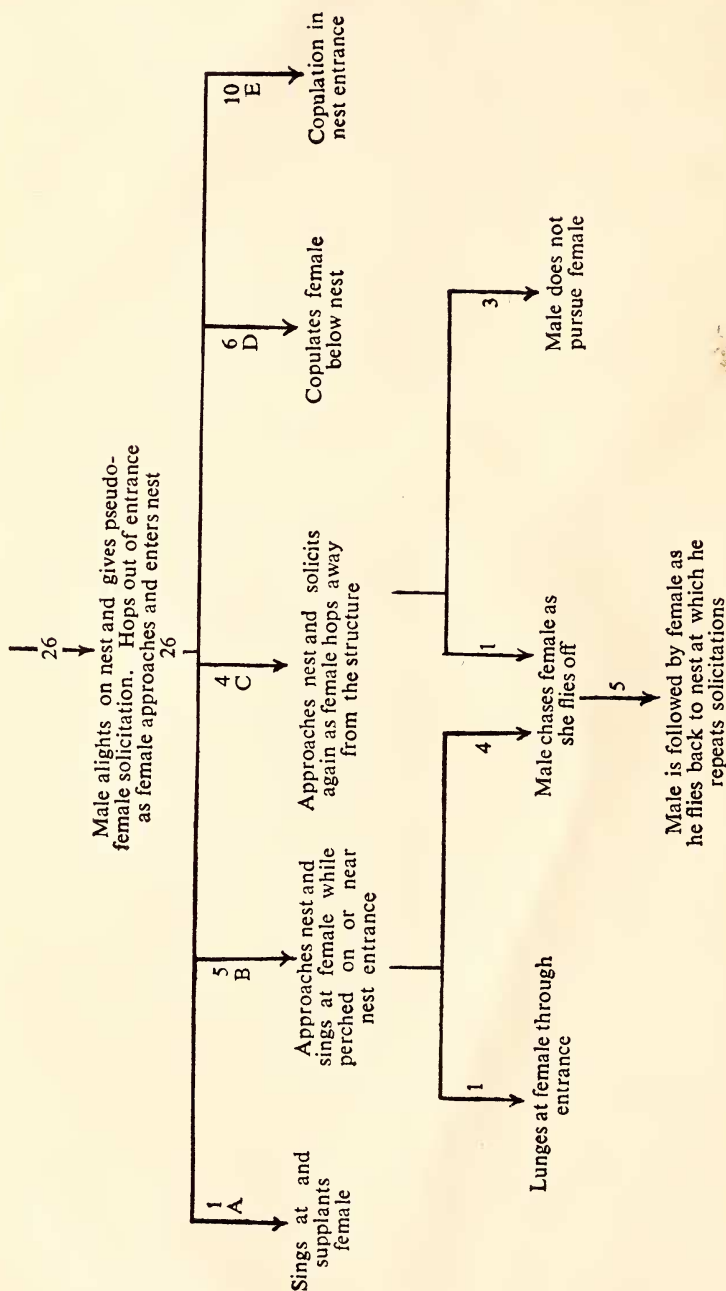 26
Male alights on nest and gives pseudo-
female solicitation. Hops out of entrance
as female approaches and enters nest
26
1
A
Sings at and
supplants
female
5
B
Approaches nest and
sings at female while
perched on or near
nest entrance
4
C
Approaches nest and solicits
again as female hops away
from the structure
6
D
Copulates female
below nest
10
E
Copulation in
nest entrance
1
Lunges at female through
entrance
4
1
Male chases female as
she flies off
3
Male does not
pursue female
5
Male is followed by female as
he flies back to nest at which he
repeats solicitations